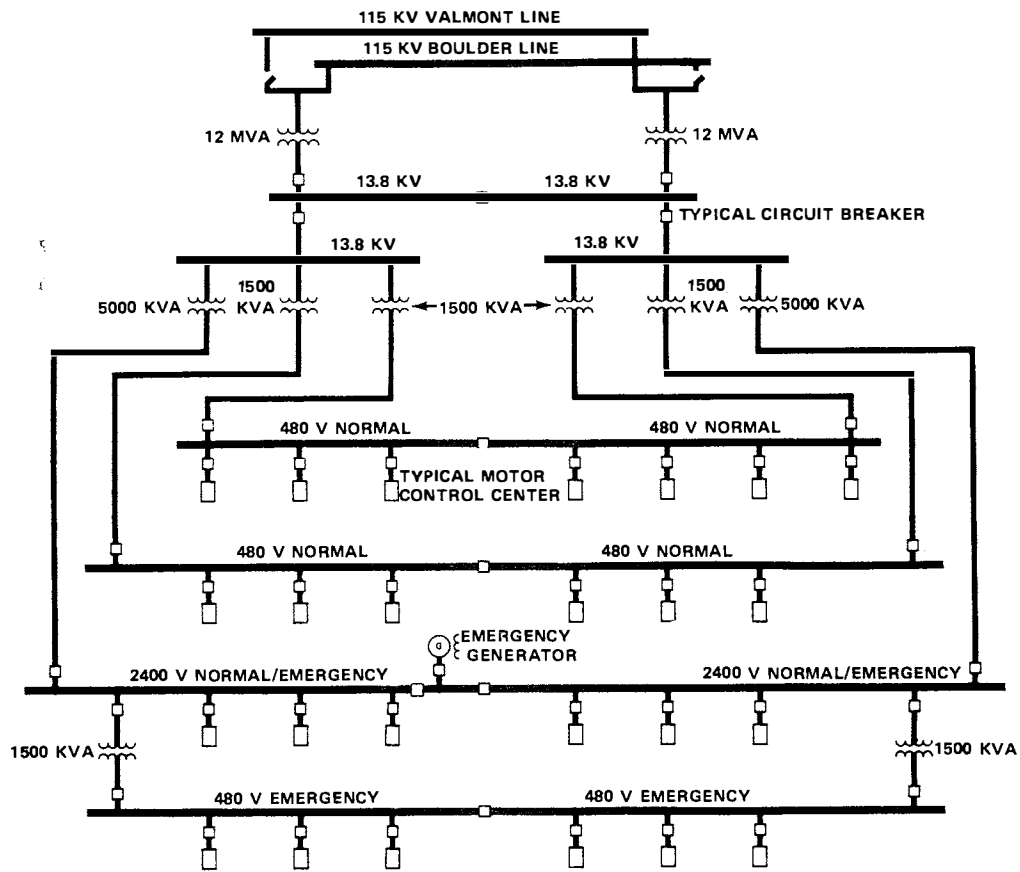 115 KV VALMONT LINE
115 KV BOULDER LINE
12 MVA
12 MVA
13.8 KV
13.8 KV
TYPICAL CIRCUIT BREAKER
13.8 KV
13.8 KV
5000 KVA
1500
KVA
1500 KVA
1500
KVA
5000 KVA
480 V NORMAL
480 V NORMAL
TYPICAL MOTOR
CONTROL CENTER
480 V NORMAL
480 V NORMAL
G
EMERGENCY
GENERATOR
2400 V NORMAL/EMERGENCY
2400 V NORMAL/EMERGENCY
1500 KVA
1500 KVA
480 V EMERGENCY
480 V EMERGENCY